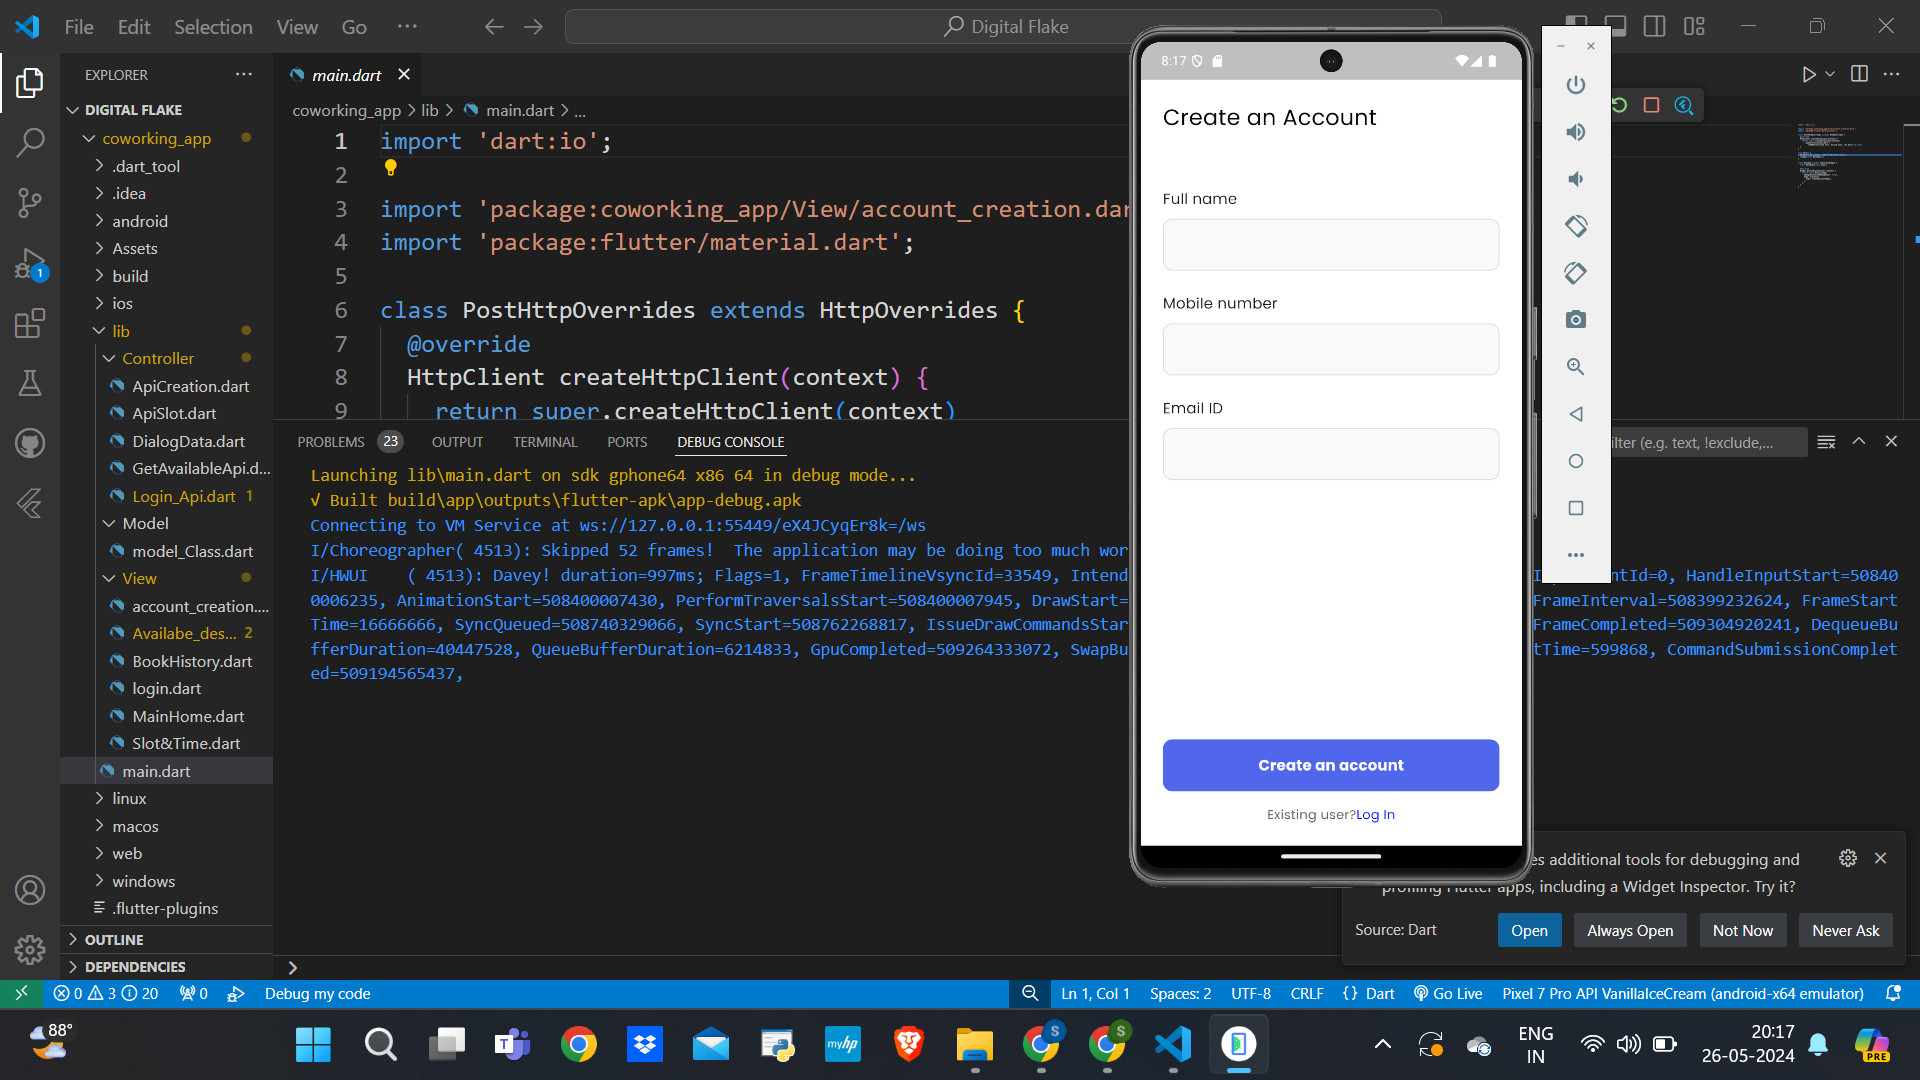 File Edit Selection View Go ···
Digital Flake
EXPLORER
DIGITAL FLAKE
coworking_app
.dart_tool
.idea
android
Assets
build
ios
lib
Controller
ApiCreation.dart
ApiSlot.dart
DialogData.dart
GetAvailableApi.d...
Login_Api.dart 1
Model
model_Class.dart
View
account_creation....
Availabe_des... 2
BookHistory.dart
login.dart
MainHome.dart
Slot&Time.dart
main.dart
linux
macos
web
windows
.flutter-plugins
OUTLINE
DEPENDENCIES
1
main.dart
coworking_app > lib > main.dart > ...
1 import 'dart:io';
2
3 import 'package:coworking_app/View/account_creation.dar
4 import 'package:flutter/material.dart';
5
6 class PostHttpOverrides extends HttpOverrides {
7 @override
8 HttpClient createHttpClient(context) {
9 return super.createHttpClient(context)
PROBLEMS 23 OUTPUT TERMINAL PORTS DEBUG CONSOLE
ilter (e.g. text, !exclude,...
Launching lib\main.dart on sdk gphone64 x86 64 in debug mode...
√ Built build\app\outputs\flutter-apk\app-debug.apk
Connecting to VM Service at ws://127.0.0.1:55449/eX4JCyqEr8k=/ws
I/Choreographer( 4513): Skipped 52 frames! The application may be doing too much wor
I/HWUI ( 4513): Davey! duration=997ms; Flags=1, FrameTimelineVsyncId=33549, Intend ntId=0, HandleInputStart=50840
0006235, AnimationStart=508400007430, PerformTraversalsStart=508400007945, DrawStart= FrameInterval=508399232624, FrameStart
Time=16666666, SyncQueued=508740329066, SyncStart=508762268817, IssueDrawCommandsStar FrameCompleted=509304920241, DequeueBu
fferDuration=40447528, QueueBufferDuration=6214833, GpuCompleted=509264333072, SwapBu tTime=599868, CommandSubmissionComplet
ed=509194565437,
8:17
Create an Account
Full name
Mobile number
Email ID
Create an account
Existing user?Log In
es additional tools for debugging and
profiling Flutter apps, including a Widget Inspector. Try it?
Source: Dart Open Always Open Not Now Never Ask
0 3 20 0 Debug my code Ln 1, Col 1 Spaces: 2 UTF-8 CRLF {} Dart Go Live Pixel 7 Pro API VanillaIceCream (android-x64 emulator)
88°
T
myhp
S
S
ENG
IN
20:17
26-05-2024
PRE